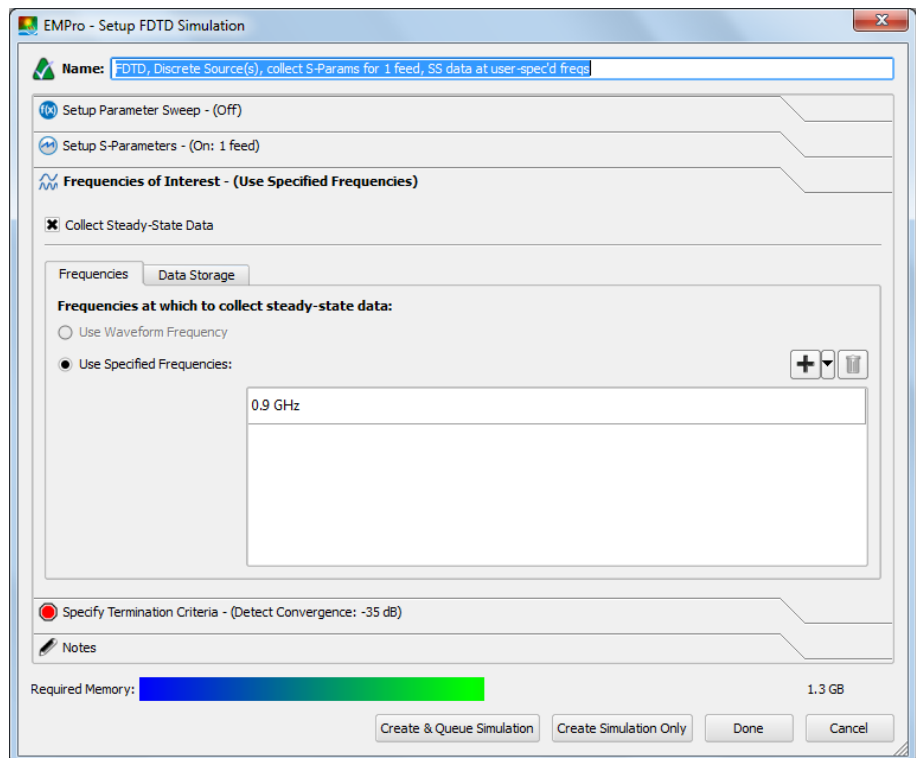 EMPro - Setup FDTD Simulation
Name: FDTD, Discrete Source(s), collect S-Params for 1 feed, SS data at user-spec'd freqs
f(x) Setup Parameter Sweep - (Off)
Setup S-Parameters - (On: 1 feed)
Frequencies of Interest - (Use Specified Frequencies)
Collect Steady-State Data
Frequencies Data Storage
Frequencies at which to collect steady-state data:
Use Waveform Frequency
Use Specified Frequencies:
0.9 GHz
Specify Termination Criteria - (Detect Convergence: -35 dB)
Notes
Required Memory: 1.3 GB
Create & Queue Simulation Create Simulation Only Done Cancel